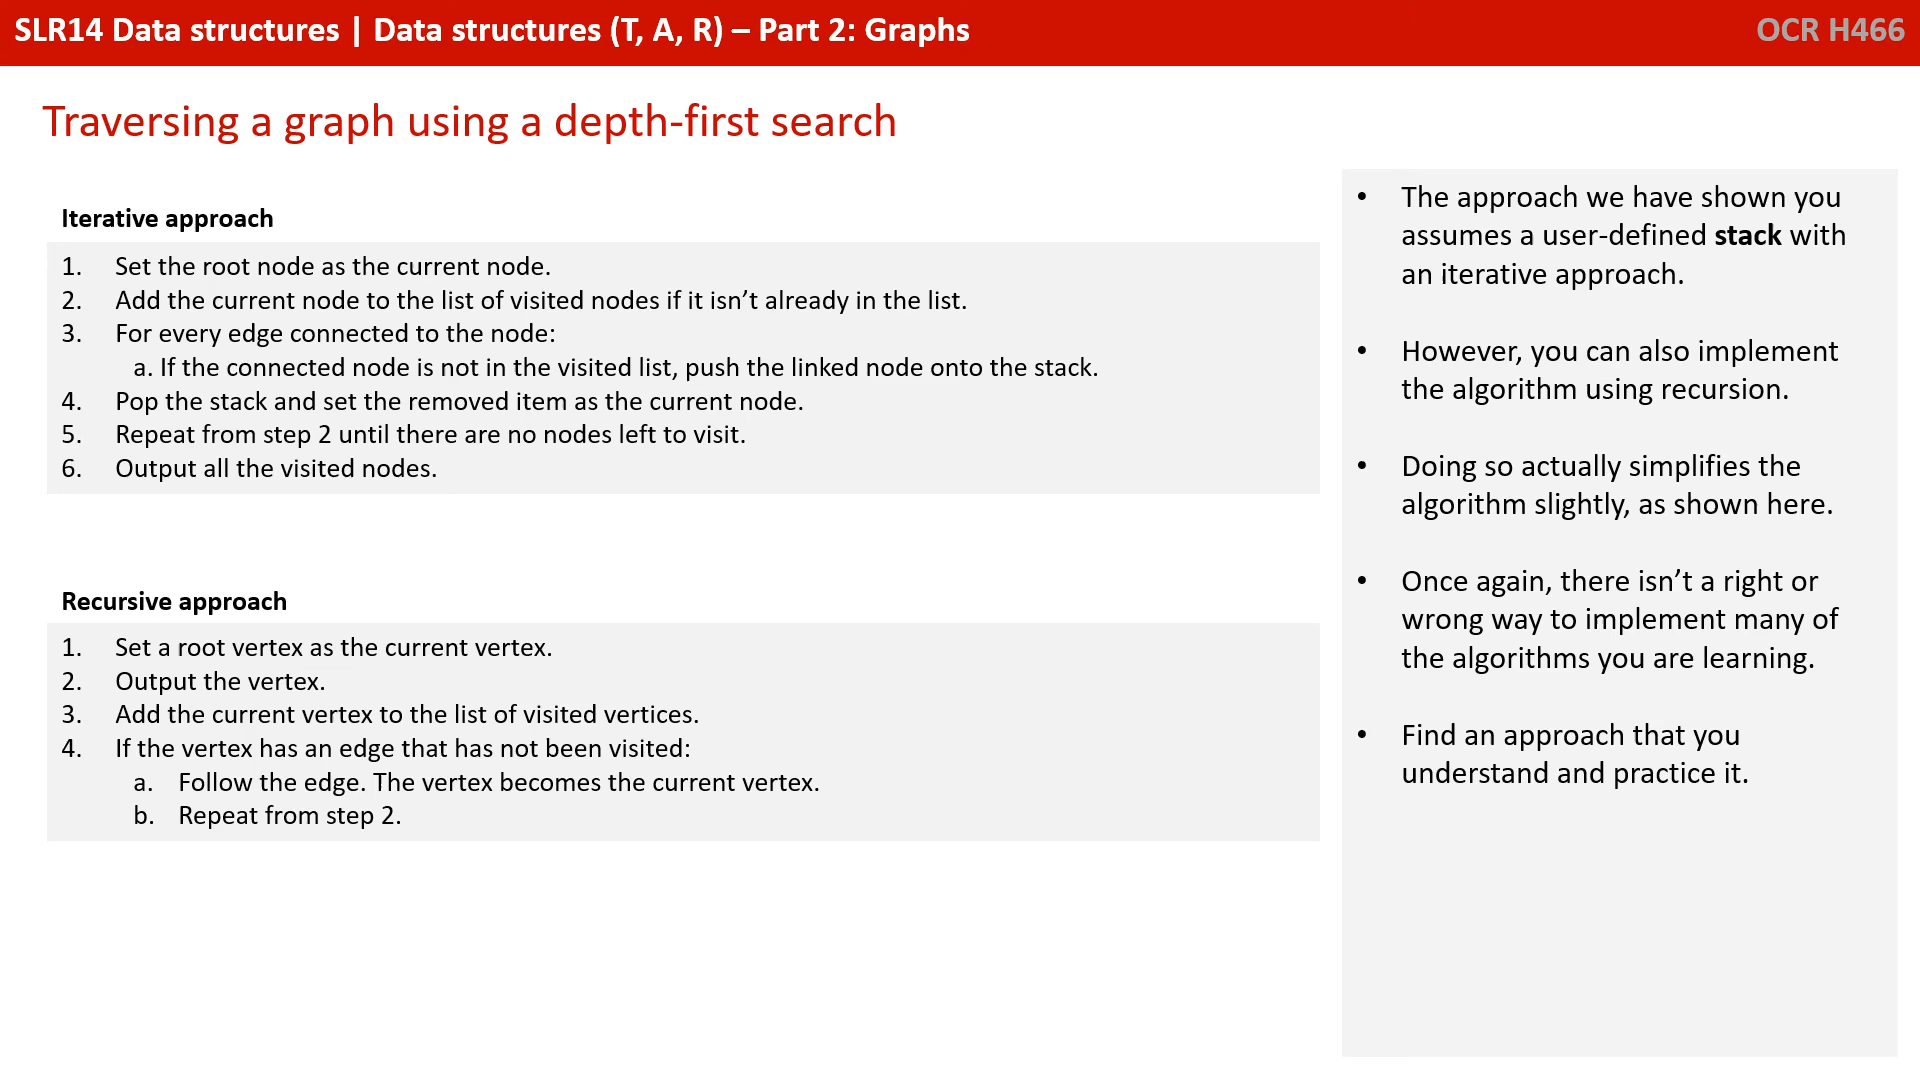 SLR14 Data structures | Data structures (T, A, R) – Part 2: Graphs
OCR H466
Traversing a graph using a depth-first search
Iterative approach
1. Set the root node as the current node.
2. Add the current node to the list of visited nodes if it isn’t already in the list.
3. For every edge connected to the node:
a. If the connected node is not in the visited list, push the linked node onto the stack.
4. Pop the stack and set the removed item as the current node.
5. Repeat from step 2 until there are no nodes left to visit.
6. Output all the visited nodes.
Recursive approach
1. Set a root vertex as the current vertex.
2. Output the vertex.
3. Add the current vertex to the list of visited vertices.
4. If the vertex has an edge that has not been visited:
a. Follow the edge. The vertex becomes the current vertex.
b. Repeat from step 2.
• The approach we have shown you
assumes a user-defined stack with
an iterative approach.
• However, you can also implement
the algorithm using recursion.
• Doing so actually simplifies the
algorithm slightly, as shown here.
• Once again, there isn’t a right or
wrong way to implement many of
the algorithms you are learning.
• Find an approach that you
understand and practice it.